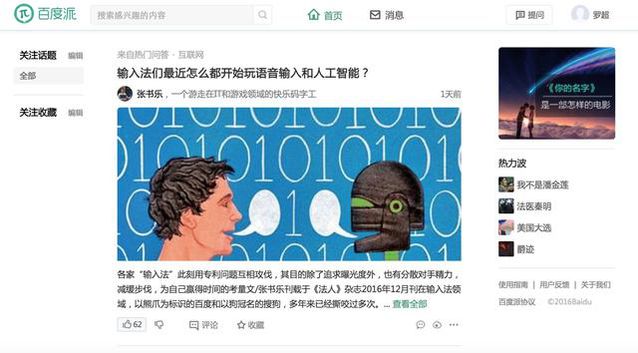 百度派
搜索感兴趣的内容
首页
消息
提问
罗超
关注话题 编辑
全部
关注收藏 编辑
来自热门问答 · 互联网
输入法们最近怎么都开始玩语音输入和人工智能？
张书乐，一个游走在IT和游戏领域的快乐码字工
1天前
各家“输入法”此刻用专利问题互相攻伐，其目的除了追求曝光度外，也有分散对手精力，
减缓步伐，为自己赢得时间的考量文/张书乐刊载于《法人》杂志2016年12月刊在输入法领
域，以熊爪为标识的百度和以狗冠名的搜狗，多年来已经撕咬过多次。... 查看全部
62
评论
收藏
《你的名字》
是一部怎样的电影
热力波
我不是潘金莲
法医秦明
美国大选
爵迹
使用指南 | 用户反馈 | 关于我们
百度派协议 ©2016Baidu